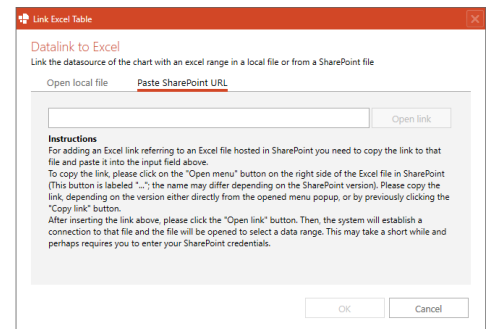 Link Excel Table
Datalink to Excel
Link the datasource of the chart with an excel range in a local file or from a SharePoint file
Open local file Paste SharePoint URL
Open link
Instructions
For adding an Excel link referring to an Excel file hosted in SharePoint you need to copy the link to that
file and paste it into the input field above.
To copy the link, please click on the "Open menu" button on the right side of the Excel file in SharePoint
(This button is labeled "..."; the name may differ depending on the SharePoint version). Please copy the
link, depending on the version either directly from the opened menu popup, or by previously clicking the
"Copy link" button.
After inserting the link above, please click the "Open link" button. Then, the system will establish a
connection to that file and the file will be opened to select a data range. This may take a short while and
perhaps requires you to enter your SharePoint credentials.
OK Cancel